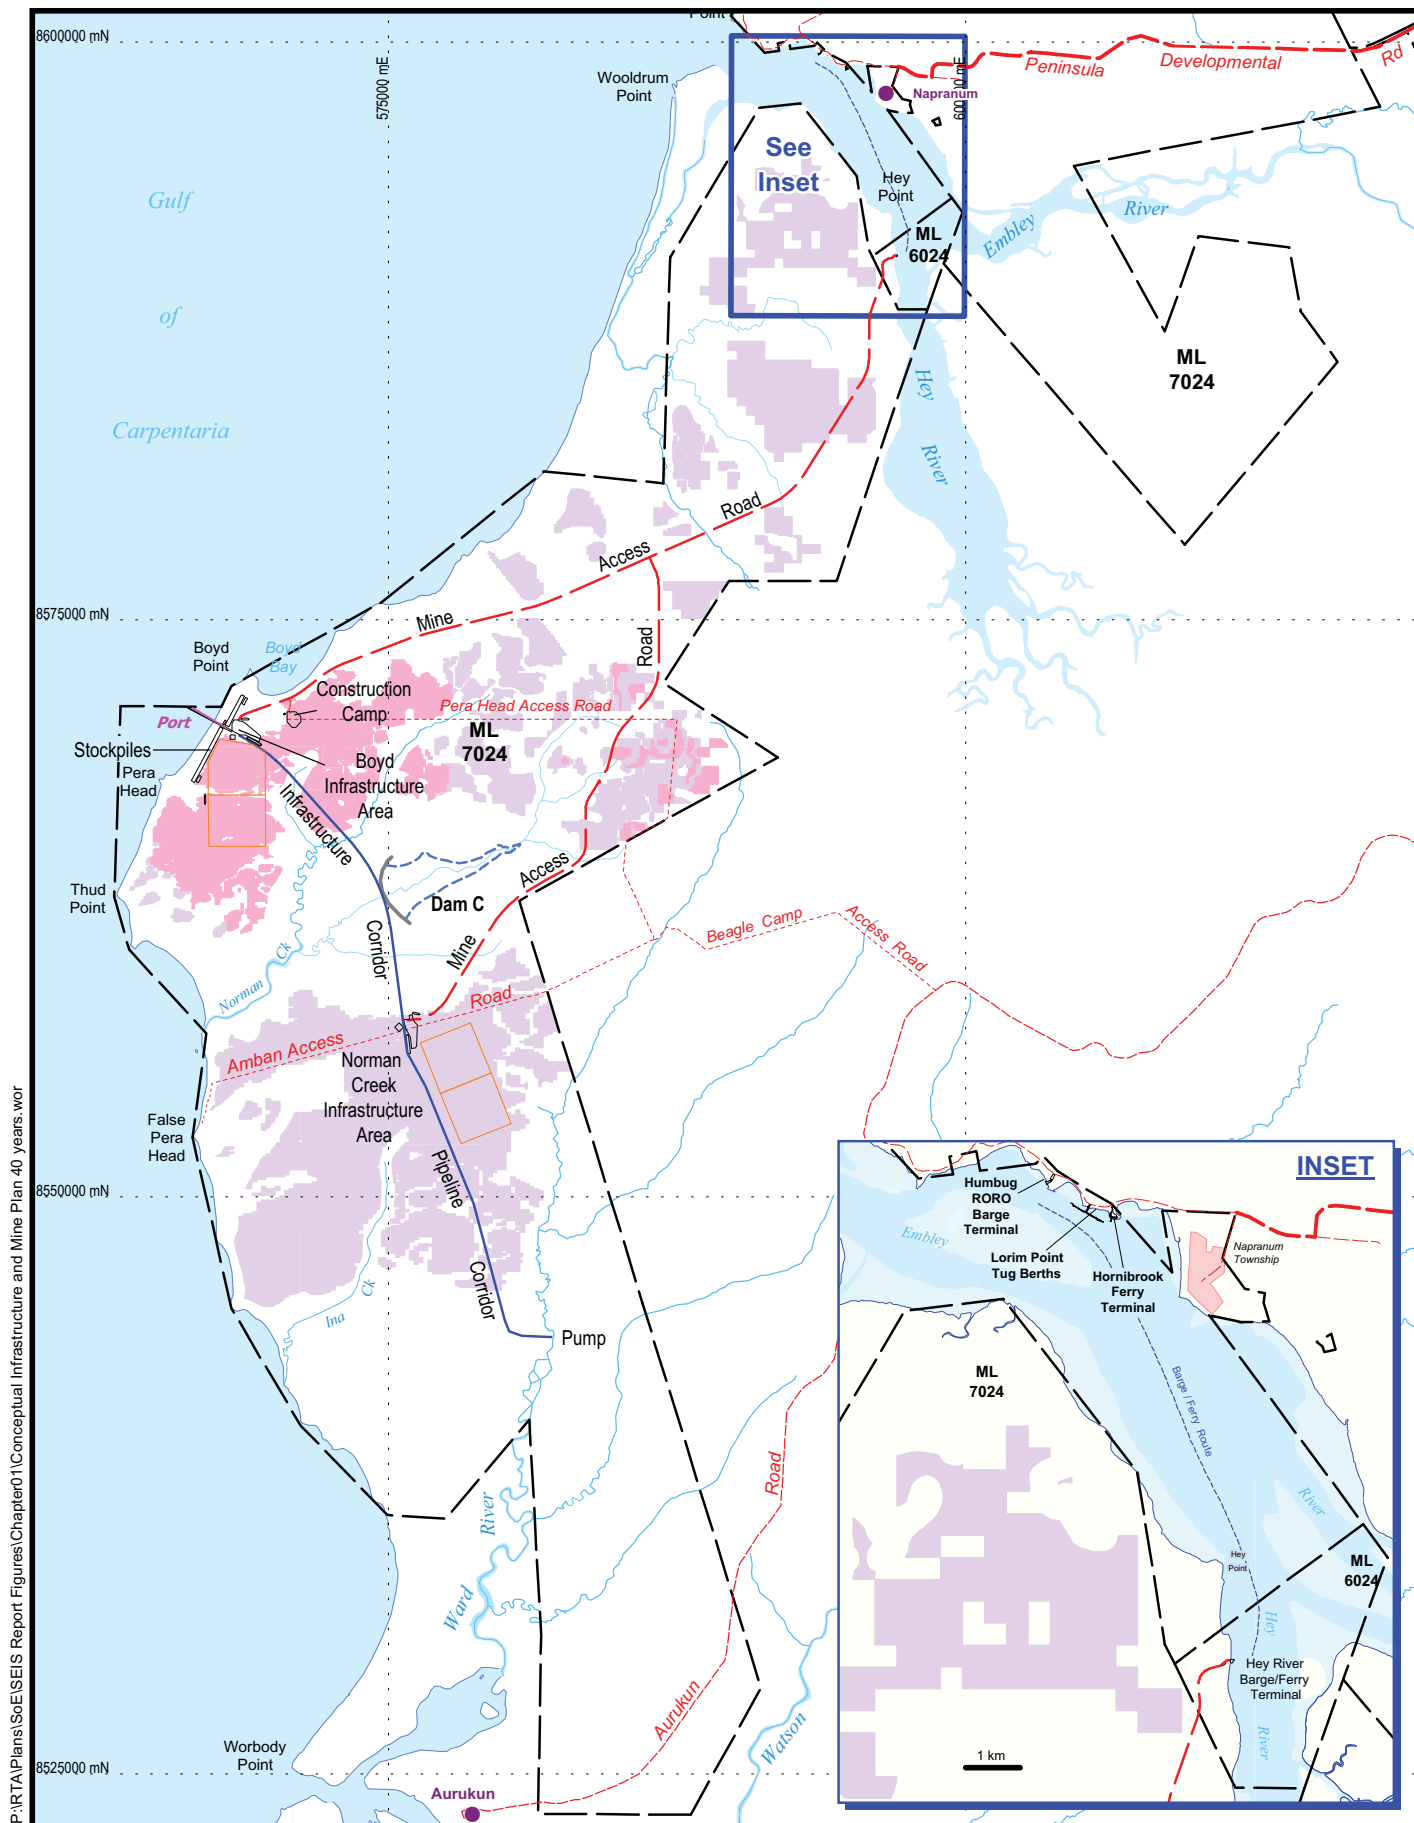 Point
8600000 mN
575000 mE
Wooldrum
Point
Napranum
Peninsula
Developmental
Rd
See
Inset
Hey
Point
ML
6024
Embley
River
Gulf
of
Carpentaria
ML
7024
Hey
River
Road
Access
Mine
8575000 mN
Road
Boyd
Point
Boyd
Bay
Construction
Camp
Pera Head Access Road
Port
ML
7024
Stockpiles
Pera
Head
Boyd
Infrastructure
Area
Infrastructure
Access
Thud
Point
Dam C
Corridor
Mine
Beagle Camp
Access Road
Norman
Ck
Road
Amban Access
Norman
Creek
Infrastructure
Area
False
Pera
Head
Pipeline
8550000 mN
Corridor
Ck
Ina
Pump
Road
River
Ward
Aurukun
Watson
Worbody
Point
8525000 mN
Aurukun
INSET
Humbug
RORO
Barge
Terminal
Embley
Lorim Point
Tug Berths
Hornibrook
Ferry
Terminal
Napranum
Township
ML
7024
Barge / Ferry Route
River
Hey
Point
ML
6024
Hey
Hey River
Barge/Ferry
Terminal
River
1 km
P:\RTA\Plans\SoE\SEIS Report Figures\Chapter01\Conceptual Infrastructure and Mine Plan 40 years.wor